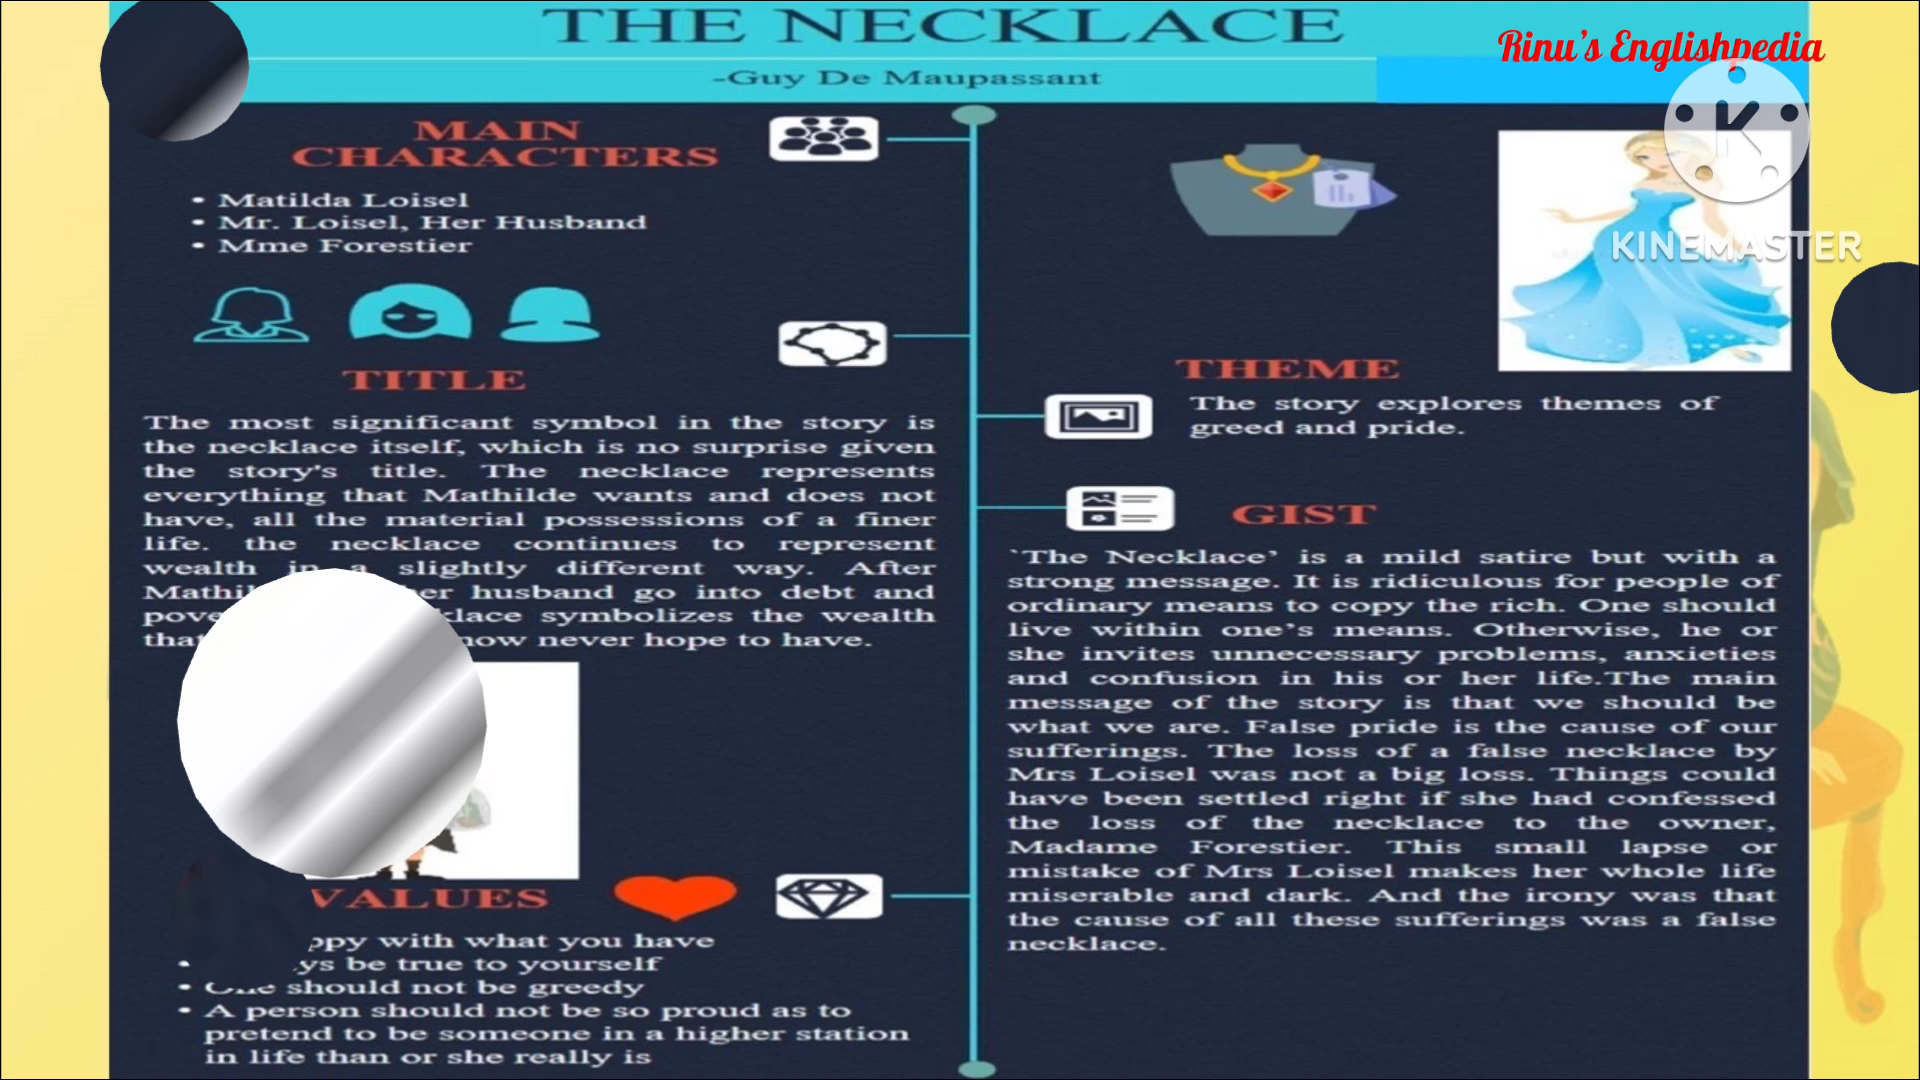 THE NECKLACE
-Guy De Maupassant
Rinu's Englishpedia
K
KINEMASTER
MAIN
CHARACTERS
• Matilda Loisel
• Mr. Loisel, Her Husband
• Mme Forestier
TITLE
The most significant symbol in the story is
the necklace itself, which is no surprise given
the story's title. The necklace represents
everything that Mathilde wants and does not
have, all the material possessions of a finer
life. the necklace continues to represent
wealth in a slightly different way. After
husband go into debt and
symbolizes the wealth
now never hope to have.
VALUES
with what you have
be true to yourself
• One should not be greedy
• A person should not be so proud as to
pretend to be someone in a higher station
in life than or she really is
THEME
The story explores themes of
greed and pride.
GIST
`The Necklace' is a mild satire but with a
strong message. It is ridiculous for people of
ordinary means to copy the rich. One should
live within one's means. Otherwise, he or
she invites unnecessary problems, anxieties
and confusion in his or her life.The main
message of the story is that we should be
what we are. False pride is the cause of our
sufferings. The loss of a false necklace by
Mrs Loisel was not a big loss. Things could
have been settled right if she had confessed
the loss of the necklace to the owner,
Madame Forestier. This small lapse or
mistake of Mrs Loisel makes her whole life
miserable and dark. And the irony was that
the cause of all these sufferings was a false
necklace.